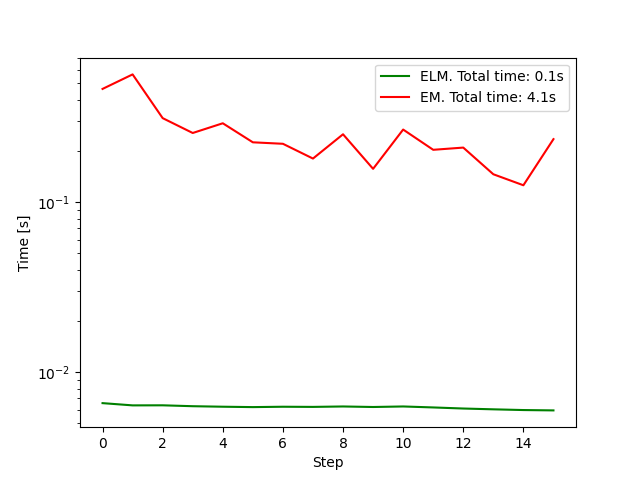 ELM. Total time: 0.1s
EM. Total time: 4.1s
10⁻¹
10⁻²
Time [s]
0 2 4 6 8 10 12 14
Step